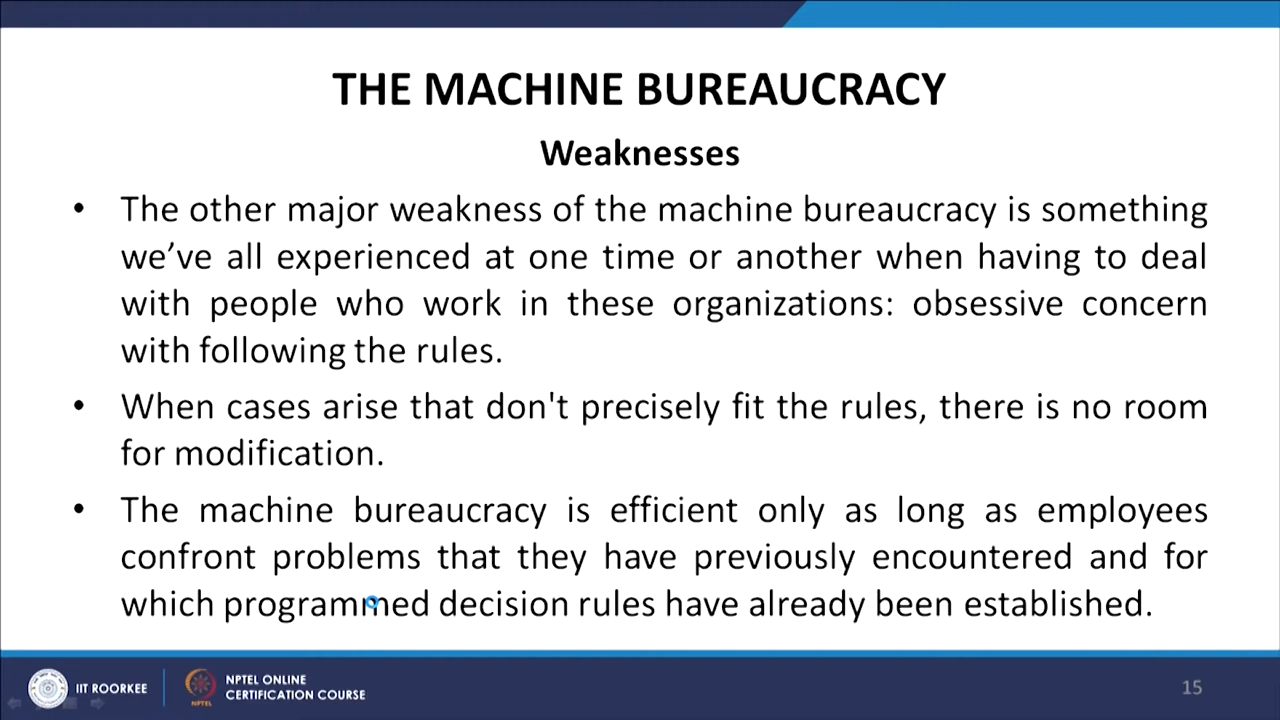 THE MACHINE BUREAUCRACY
Weaknesses
• The other major weakness of the machine bureaucracy is something
we’ve all experienced at one time or another when having to deal
with people who work in these organizations: obsessive concern
with following the rules.
• When cases arise that don't precisely fit the rules, there is no room
for modification.
• The machine bureaucracy is efficient only as long as employees
confront problems that they have previously encountered and for
which programmed decision rules have already been established.
IIT ROORKEE
NPTEL
NPTEL ONLINE
CERTIFICATION COURSE
15